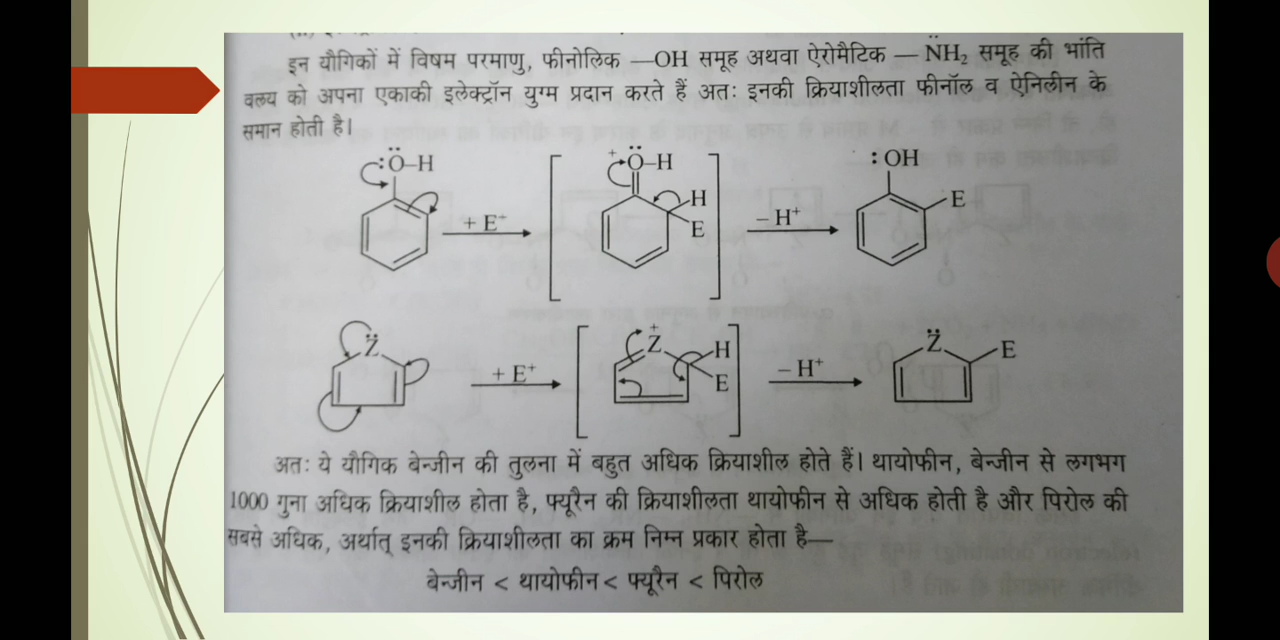 इन यौगिकों में विषम परमाणु, फीनोलिक —OH समूह अथवा ऐरोमैटिक — N̈H₂ समूह की भांति
वलय को अपना एकाकी इलेक्ट्रॉन युग्म प्रदान करते हैं अतः इनकी क्रियाशीलता फीनॉल व ऐनिलीन के
समान होती है।
:Ö–H
+ E⁺
+
Ö–H
H
E
– H⁺
: OH
E
Z̈
+ E⁺
+
Z
H
E
– H⁺
Z̈
E
अतः ये यौगिक बेन्जीन की तुलना में बहुत अधिक क्रियाशील होते हैं। थायोफीन, बेन्जीन से लगभग
1000 गुना अधिक क्रियाशील होता है, फ्यूरैन की क्रियाशीलता थायोफीन से अधिक होती है और पिरोल की
सबसे अधिक, अर्थात् इनकी क्रियाशीलता का क्रम निम्न प्रकार होता है—
बेन्जीन < थायोफीन < फ्यूरैन < पिरोल